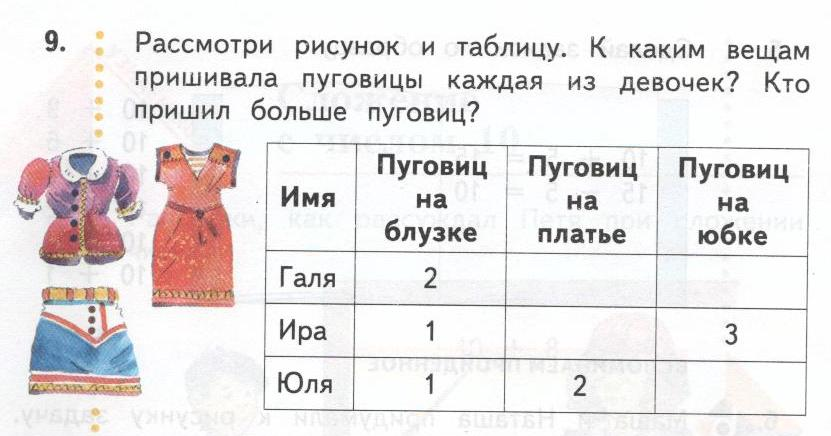 9. Рассмотри рисунок и таблицу. К каким вещам
пришивала пуговицы каждая из девочек? Кто
пришил больше пуговиц?
Имя Пуговиц на блузке Пуговиц на платье Пуговиц на юбке
Галя 2
Ира 1 3
Юля 1 2